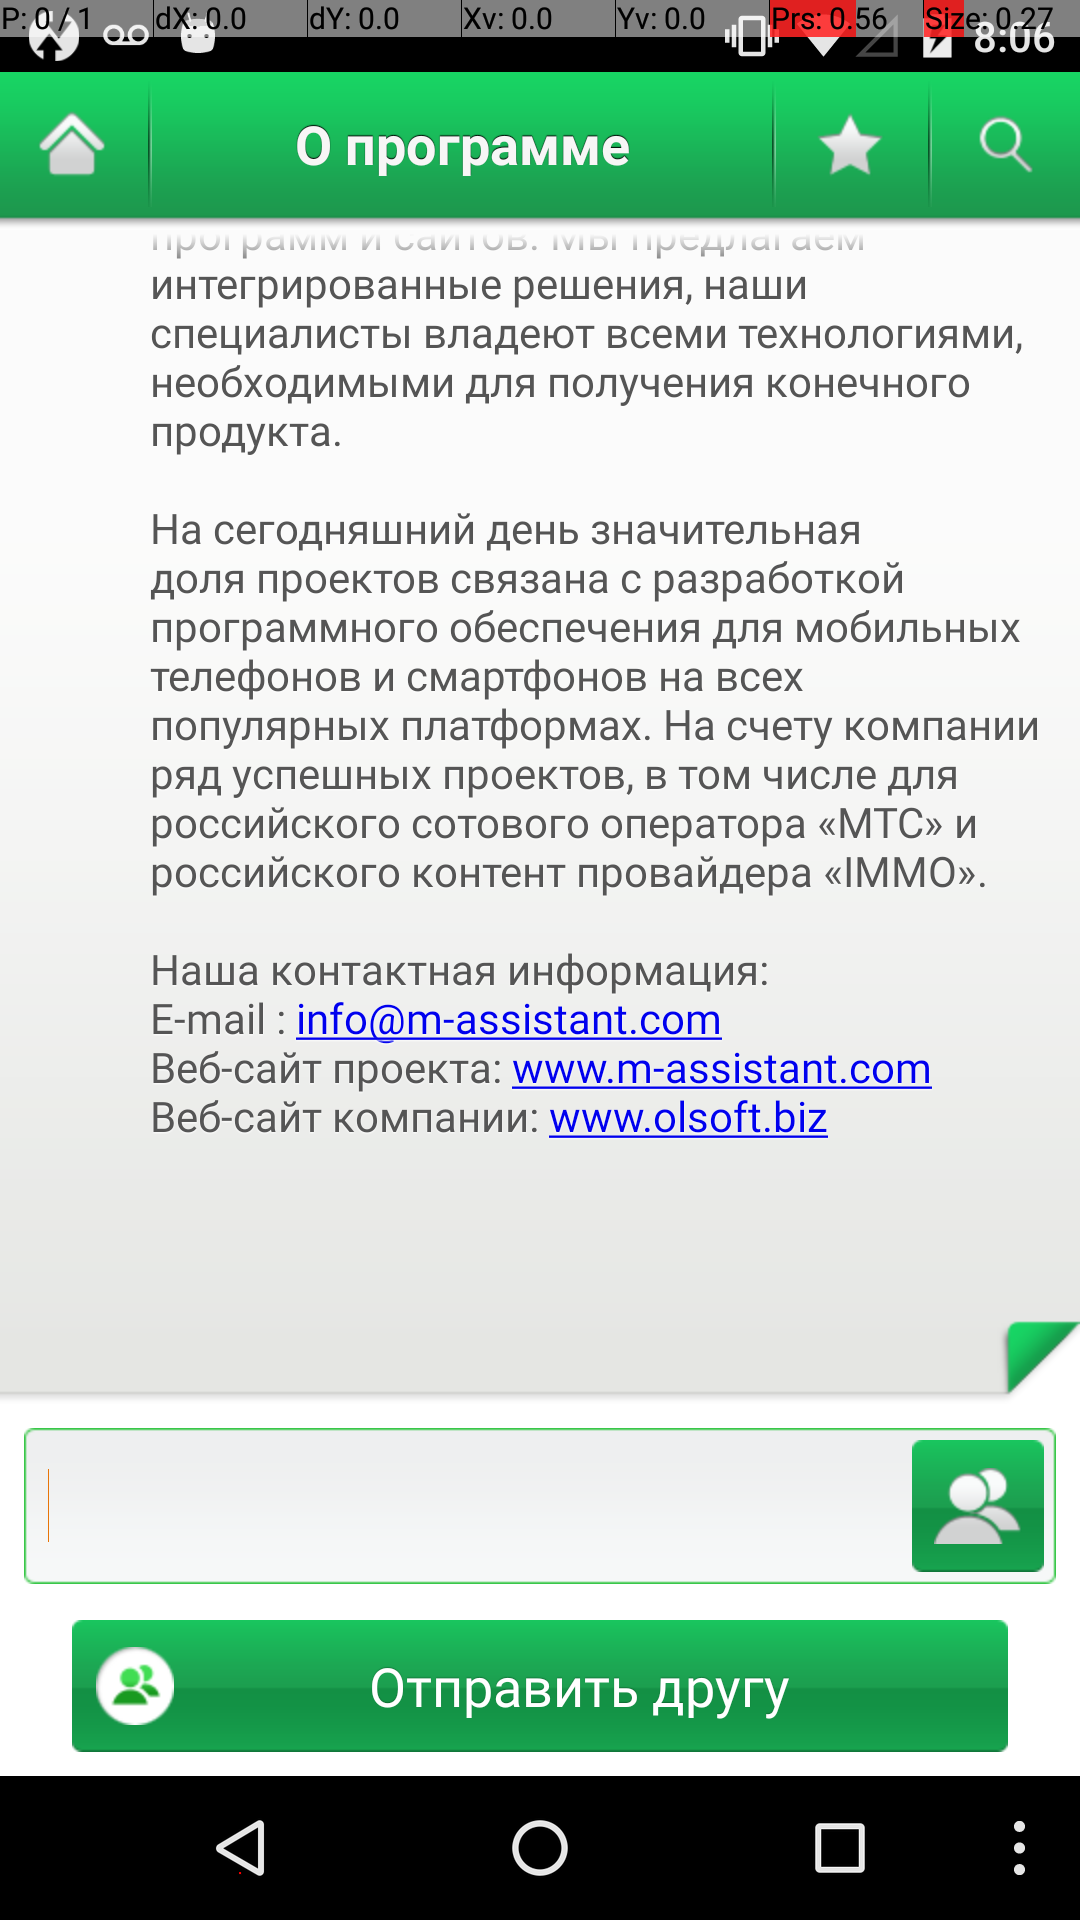 P: 0 / 1 dX: 0.0 dY: 0.0 Xv: 0.0 Yv: 0.0 Prs: 0.56 Size: 0.27
8:06
О программе
программ и сайтов. Мы предлагаем
интегрированные решения, наши
специалисты владеют всеми технологиями,
необходимыми для получения конечного
продукта.
На сегодняшний день значительная
доля проектов связана с разработкой
программного обеспечения для мобильных
телефонов и смартфонов на всех
популярных платформах. На счету компании
ряд успешных проектов, в том числе для
российского сотового оператора «МТС» и
российского контент провайдера «IMMO».
Наша контактная информация:
E-mail : info@m-assistant.com
Веб-сайт проекта: www.m-assistant.com
Веб-сайт компании: www.olsoft.biz
Отправить другу